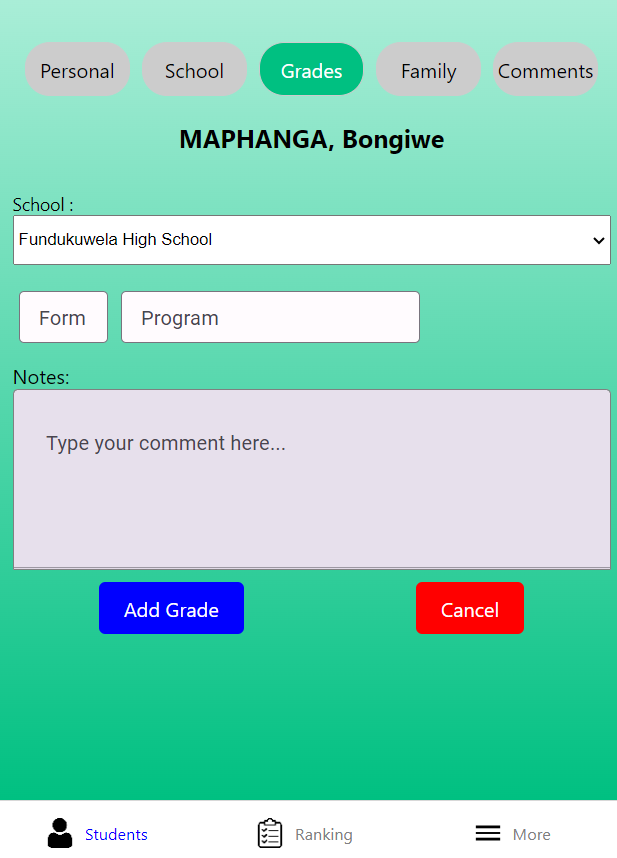 Personal School Grades Family Comments
MAPHANGA, Bongiwe
School :
Fundukuwela High School
Form Program
Notes:
Type your comment here...
Add Grade Cancel
Students Ranking More